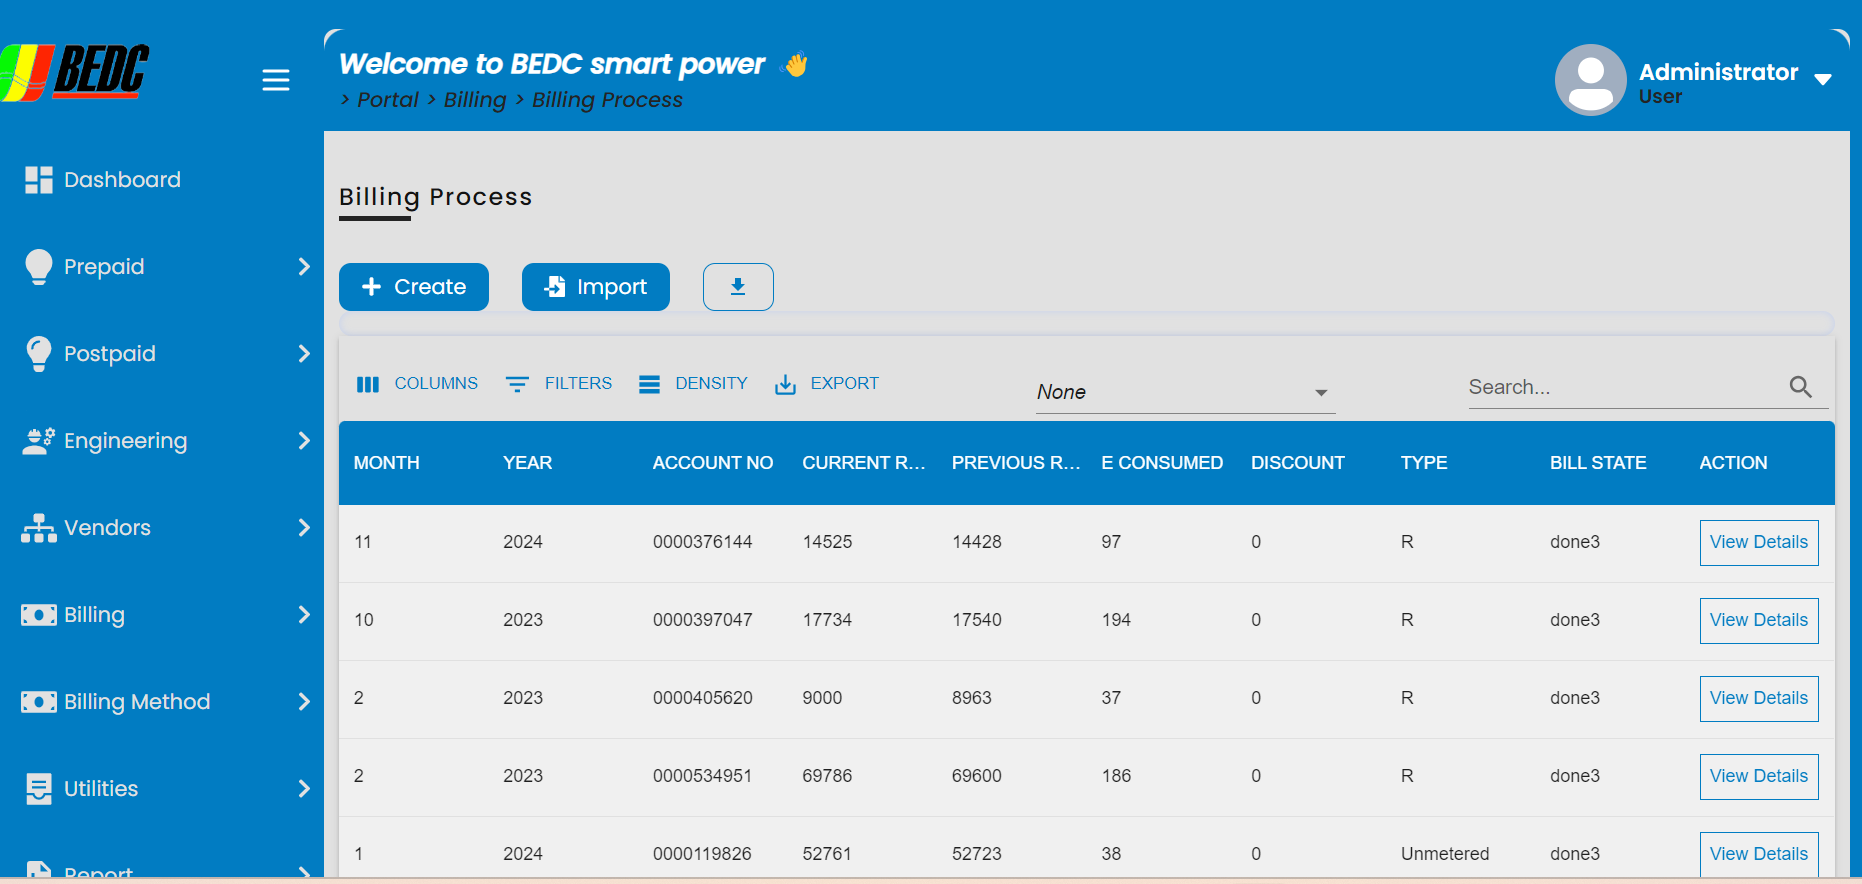 BEDC
Welcome to BEDC smart power 👋
> Portal > Billing > Billing Process
Administrator
User
Dashboard
Prepaid
Postpaid
Engineering
Vendors
Billing
Billing Method
Utilities
Report
Billing Process
+ Create
Import
COLUMNS
FILTERS
DENSITY
EXPORT
None
Search...
MONTH YEAR ACCOUNT NO CURRENT R... PREVIOUS R... E CONSUMED DISCOUNT TYPE BILL STATE ACTION
11 2024 0000376144 14525 14428 97 0 R done3 View Details
10 2023 0000397047 17734 17540 194 0 R done3 View Details
2 2023 0000405620 9000 8963 37 0 R done3 View Details
2 2023 0000534951 69786 69600 186 0 R done3 View Details
1 2024 0000119826 52761 52723 38 0 Unmetered done3 View Details